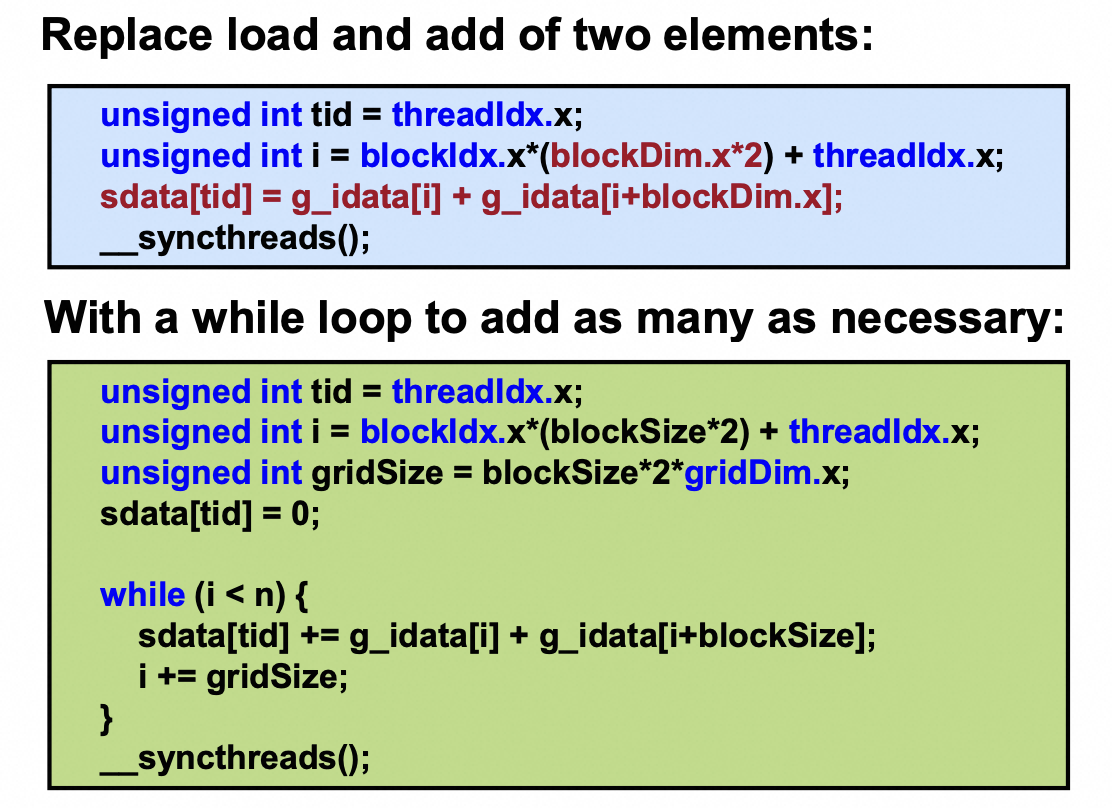 Replace load and add of two elements:
unsigned int tid = threadIdx.x;
unsigned int i = blockIdx.x*(blockDim.x*2) + threadIdx.x;
sdata[tid] = g_idata[i] + g_idata[i+blockDim.x];
__syncthreads();
With a while loop to add as many as necessary:
unsigned int tid = threadIdx.x;
unsigned int i = blockIdx.x*(blockSize*2) + threadIdx.x;
unsigned int gridSize = blockSize*2*gridDim.x;
sdata[tid] = 0;
while (i < n) {
sdata[tid] += g_idata[i] + g_idata[i+blockSize];
i += gridSize;
}
__syncthreads();